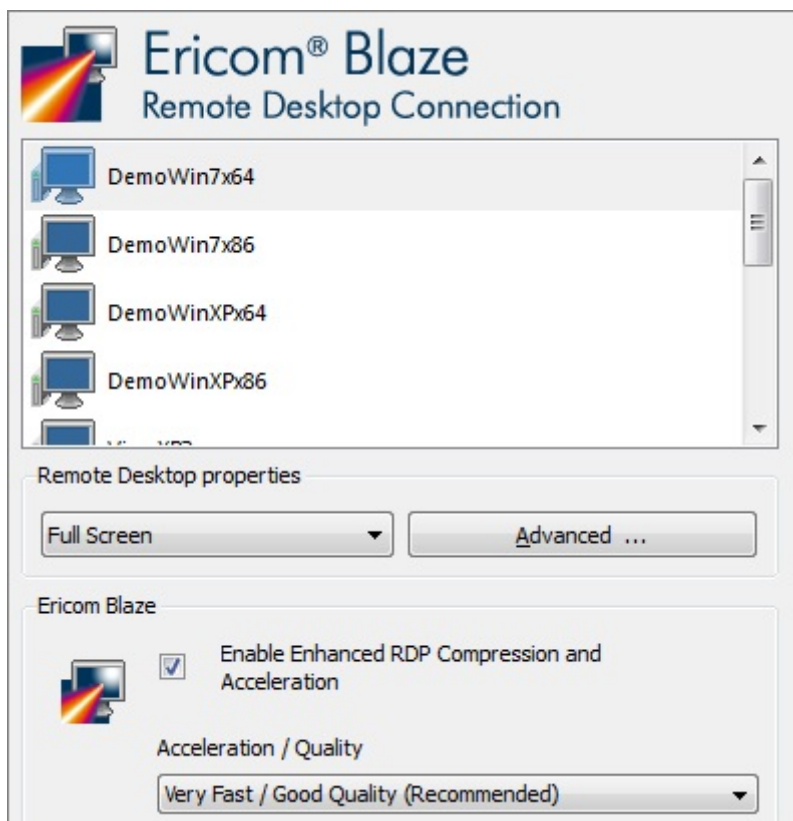 Ericom® Blaze
Remote Desktop Connection
DemoWin7x64
DemoWin7x86
DemoWinXPx64
DemoWinXPx86
Remote Desktop properties
Full Screen
Advanced ...
Ericom Blaze
Enable Enhanced RDP Compression and
Acceleration
Acceleration / Quality
Very Fast / Good Quality (Recommended)